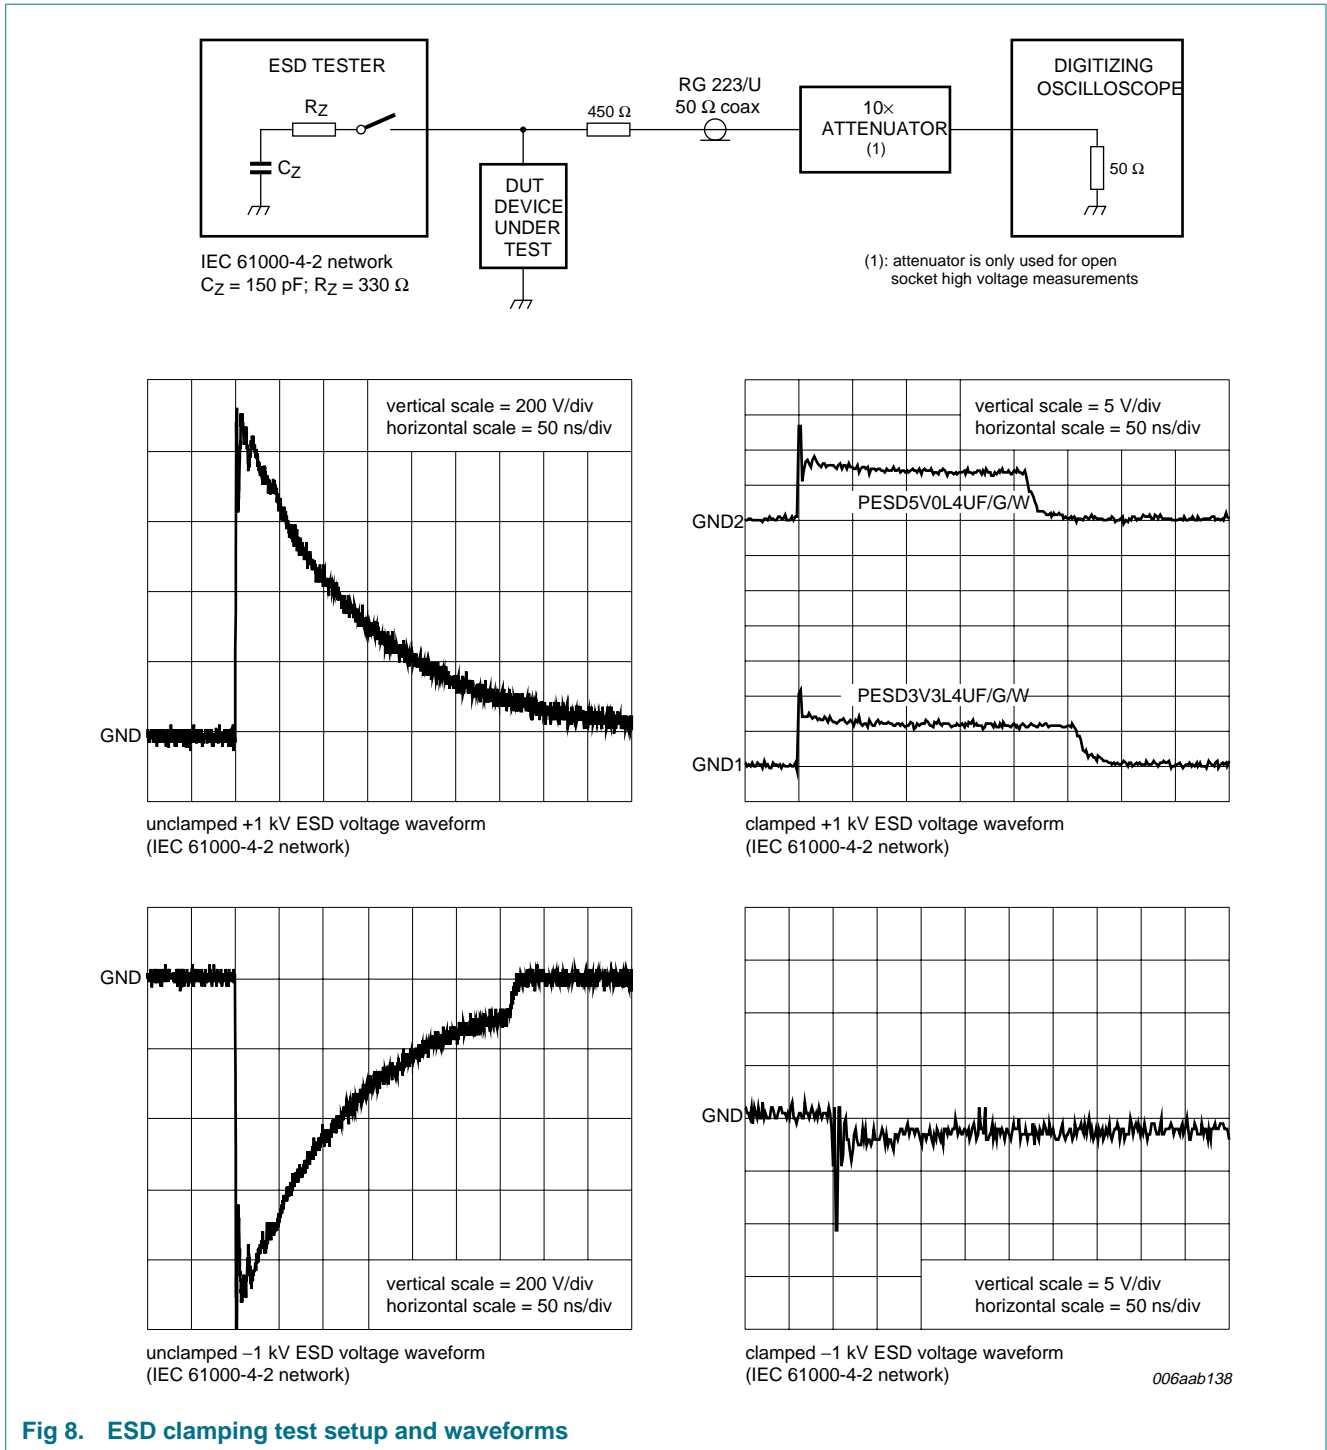 ESD TESTER
RZ
CZ
IEC 61000-4-2 network
CZ = 150 pF; RZ = 330 Ω
DUT
DEVICE
UNDER
TEST
450 Ω
RG 223/U
50 Ω coax
10×
ATTENUATOR
(1)
DIGITIZING
OSCILLOSCOPE
50 Ω
(1): attenuator is only used for open
socket high voltage measurements
vertical scale = 200 V/div
horizontal scale = 50 ns/div
GND
unclamped +1 kV ESD voltage waveform
(IEC 61000-4-2 network)
vertical scale = 5 V/div
horizontal scale = 50 ns/div
PESD5V0L4UF/G/W
GND2
PESD3V3L4UF/G/W
GND1
clamped +1 kV ESD voltage waveform
(IEC 61000-4-2 network)
GND
vertical scale = 200 V/div
horizontal scale = 50 ns/div
unclamped −1 kV ESD voltage waveform
(IEC 61000-4-2 network)
GND
vertical scale = 5 V/div
horizontal scale = 50 ns/div
clamped −1 kV ESD voltage waveform
(IEC 61000-4-2 network)
006aab138
Fig 8. ESD clamping test setup and waveforms